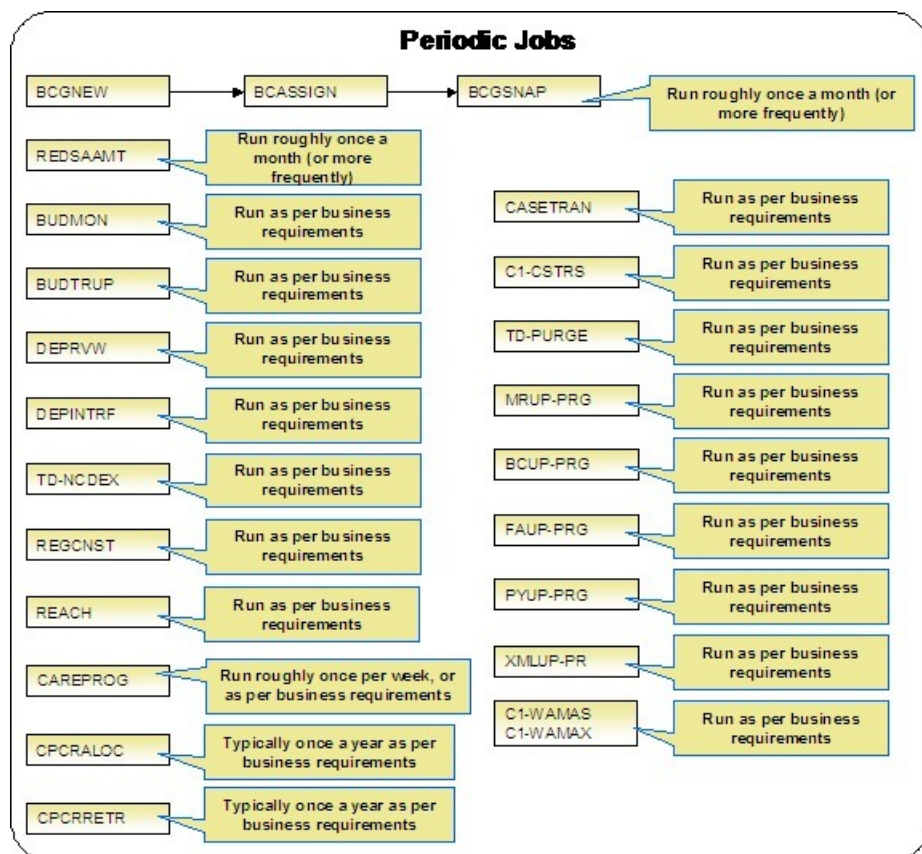 Periodic Jobs
BCGNEW
BCASSIGN
BCGSNAP
Run roughly once a month (or
more frequently)
REDSAAMT
Run roughly once a
month (or more
frequently)
BUDMON
Run as per business
requirements
BUDTRUP
Run as per business
requirements
DEPRVW
Run as per business
requirements
DEPINTRF
Run as per business
requirements
TD-NCDEX
Run as per business
requirements
REGCNST
Run as per business
requirements
REACH
Run as per business
requirements
CAREPROG
Run roughly once per week, or
as per business requirements
CPCRALOC
Typically once a year as per
business requirements
CPCRRETR
Typically once a year as per
business requirements
CASETRAN
Run as per business
requirements
C1-CSTRS
Run as per business
requirements
TD-PURGE
Run as per business
requirements
MRUP-PRG
Run as per business
requirements
BCUP-PRG
Run as per business
requirements
FAUP-PRG
Run as per business
requirements
PYUP-PRG
Run as per business
requirements
XMLUP-PR
Run as per business
requirements
C1-WAMAS
C1-WAMAX
Run as per business
requirements